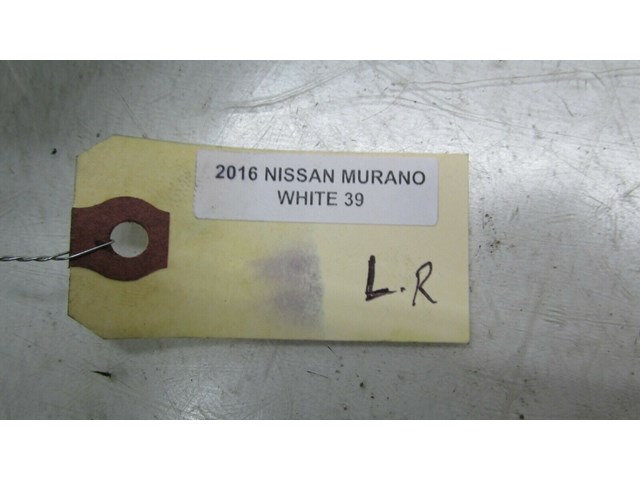 2016 NISSAN MURANO
WHITE 39
L.R